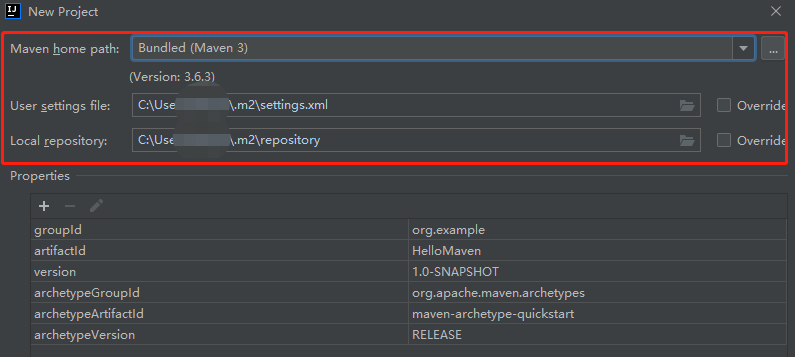 IJ New Project
Maven home path: Bundled (Maven 3) ...
(Version: 3.6.3)
User settings file: C:\Use \.m2\settings.xml Override
Local repository: C:\Use \.m2\repository Override
Properties
groupId org.example
artifactId HelloMaven
version 1.0-SNAPSHOT
archetypeGroupId org.apache.maven.archetypes
archetypeArtifactId maven-archetype-quickstart
archetypeVersion RELEASE